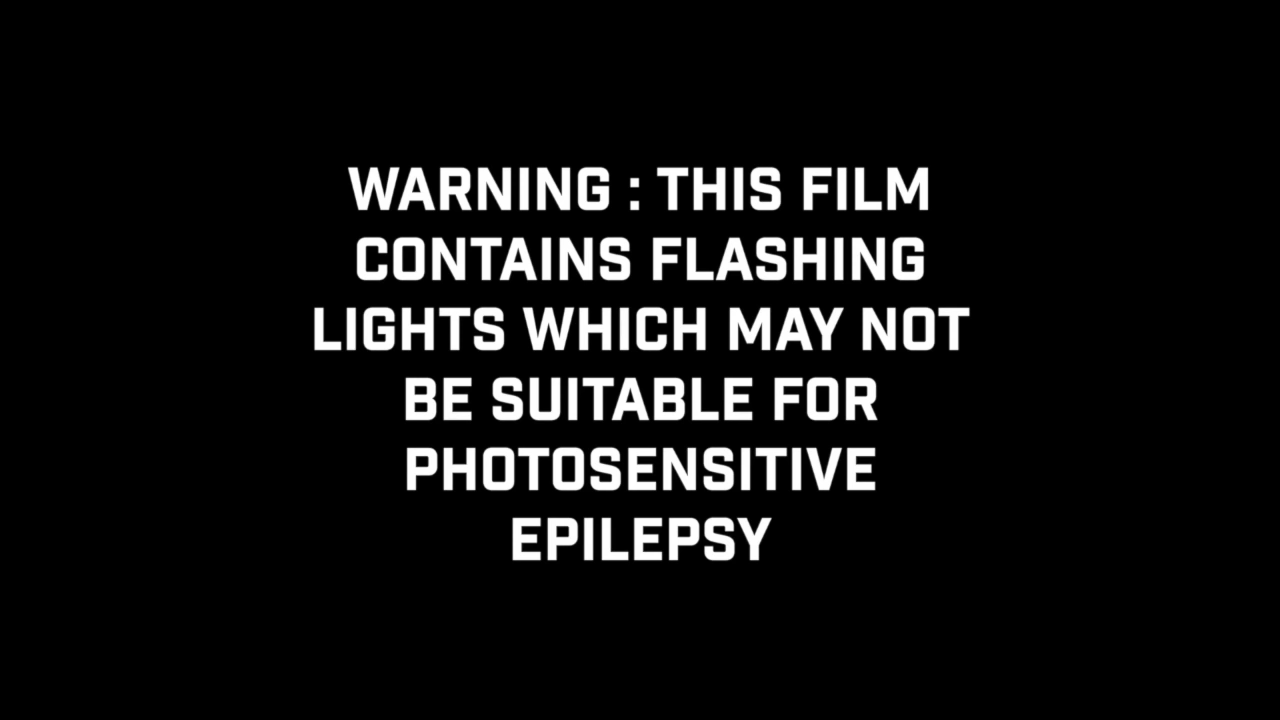 WARNING : THIS FILM
CONTAINS FLASHING
LIGHTS WHICH MAY NOT
BE SUITABLE FOR
PHOTOSENSITIVE
EPILEPSY